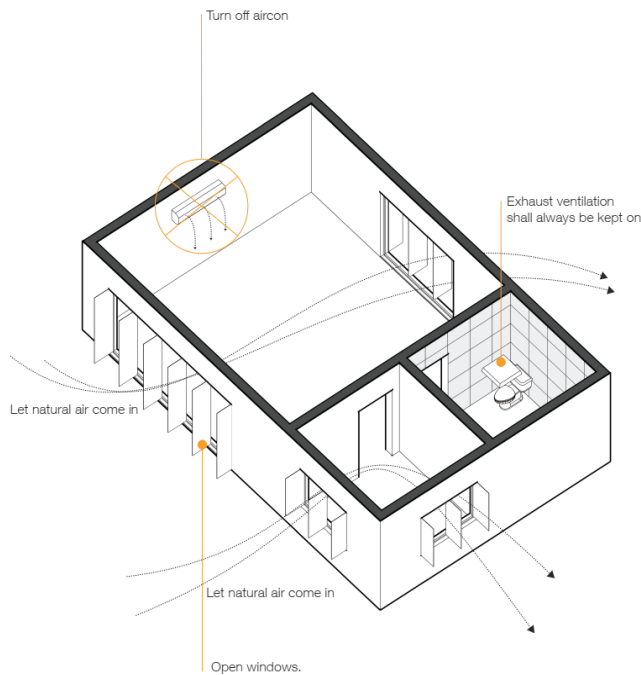 Turn off aircon
Exhaust ventilation
shall always be kept on
Let natural air come in
Let natural air come in
Open windows.